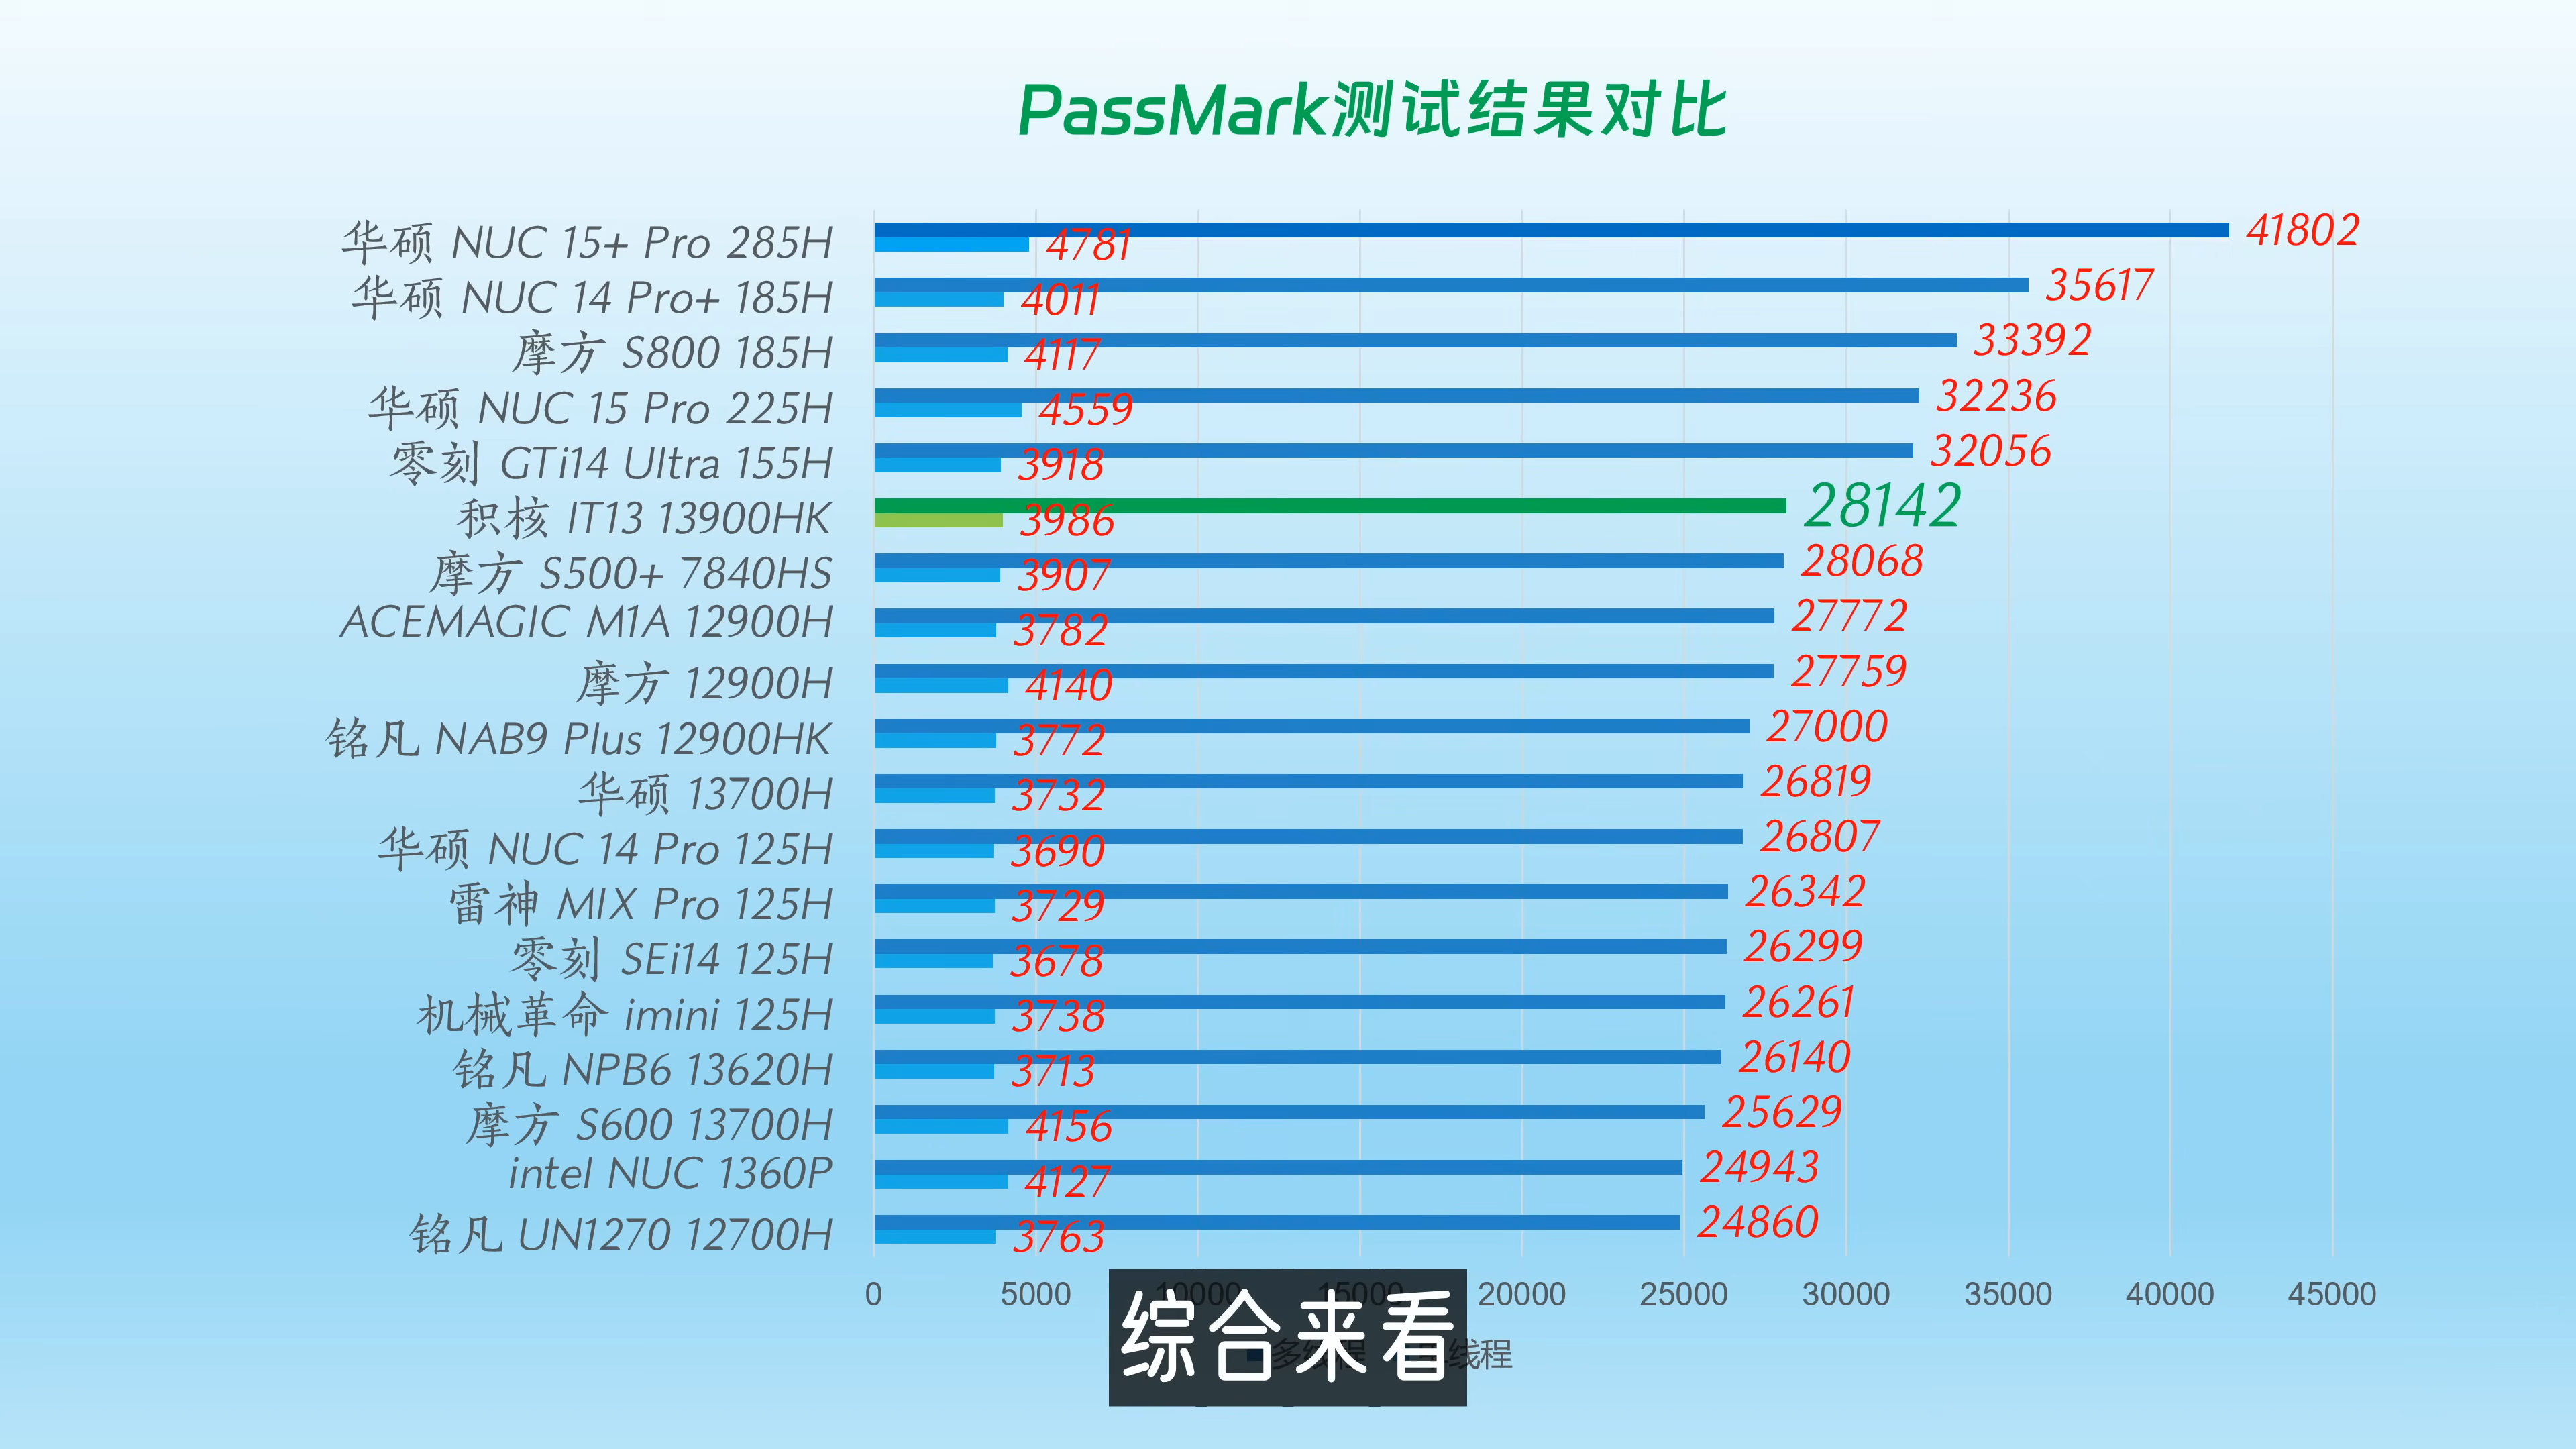 PassMark测试结果对比
华硕 NUC 15+ Pro 285H 41802
4781
华硕 NUC 14 Pro+ 185H 35617
4011
摩方 S800 185H 33392
4117
华硕 NUC 15 Pro 225H 32236
4559
零刻 GTi14 Ultra 155H 32056
3918
积核 IT13 13900HK 28142
3986
摩方 S500+ 7840HS 28068
3907
ACEMAGIC M1A 12900H 27772
3782
摩方 12900H 27759
4140
铭凡 NAB9 Plus 12900HK 27000
3772
华硕 13700H 26819
3732
华硕 NUC 14 Pro 125H 26807
3690
雷神 MIX Pro 125H 26342
3729
零刻 SEi14 125H 26299
3678
机械革命 imini 125H 26261
3738
铭凡 NPB6 13620H 26140
3713
摩方 S600 13700H 25629
4156
intel NUC 1360P 24943
4127
铭凡 UN1270 12700H 24860
3763
0 5000 10000 15000 20000 25000 30000 35000 40000 45000
综合来看
线程